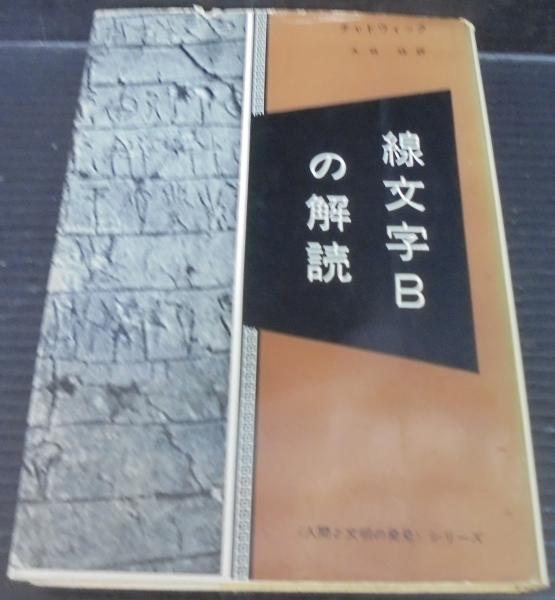 チャドウィック
線文字B
の解読
〈人間と文明の発見〉シリーズ